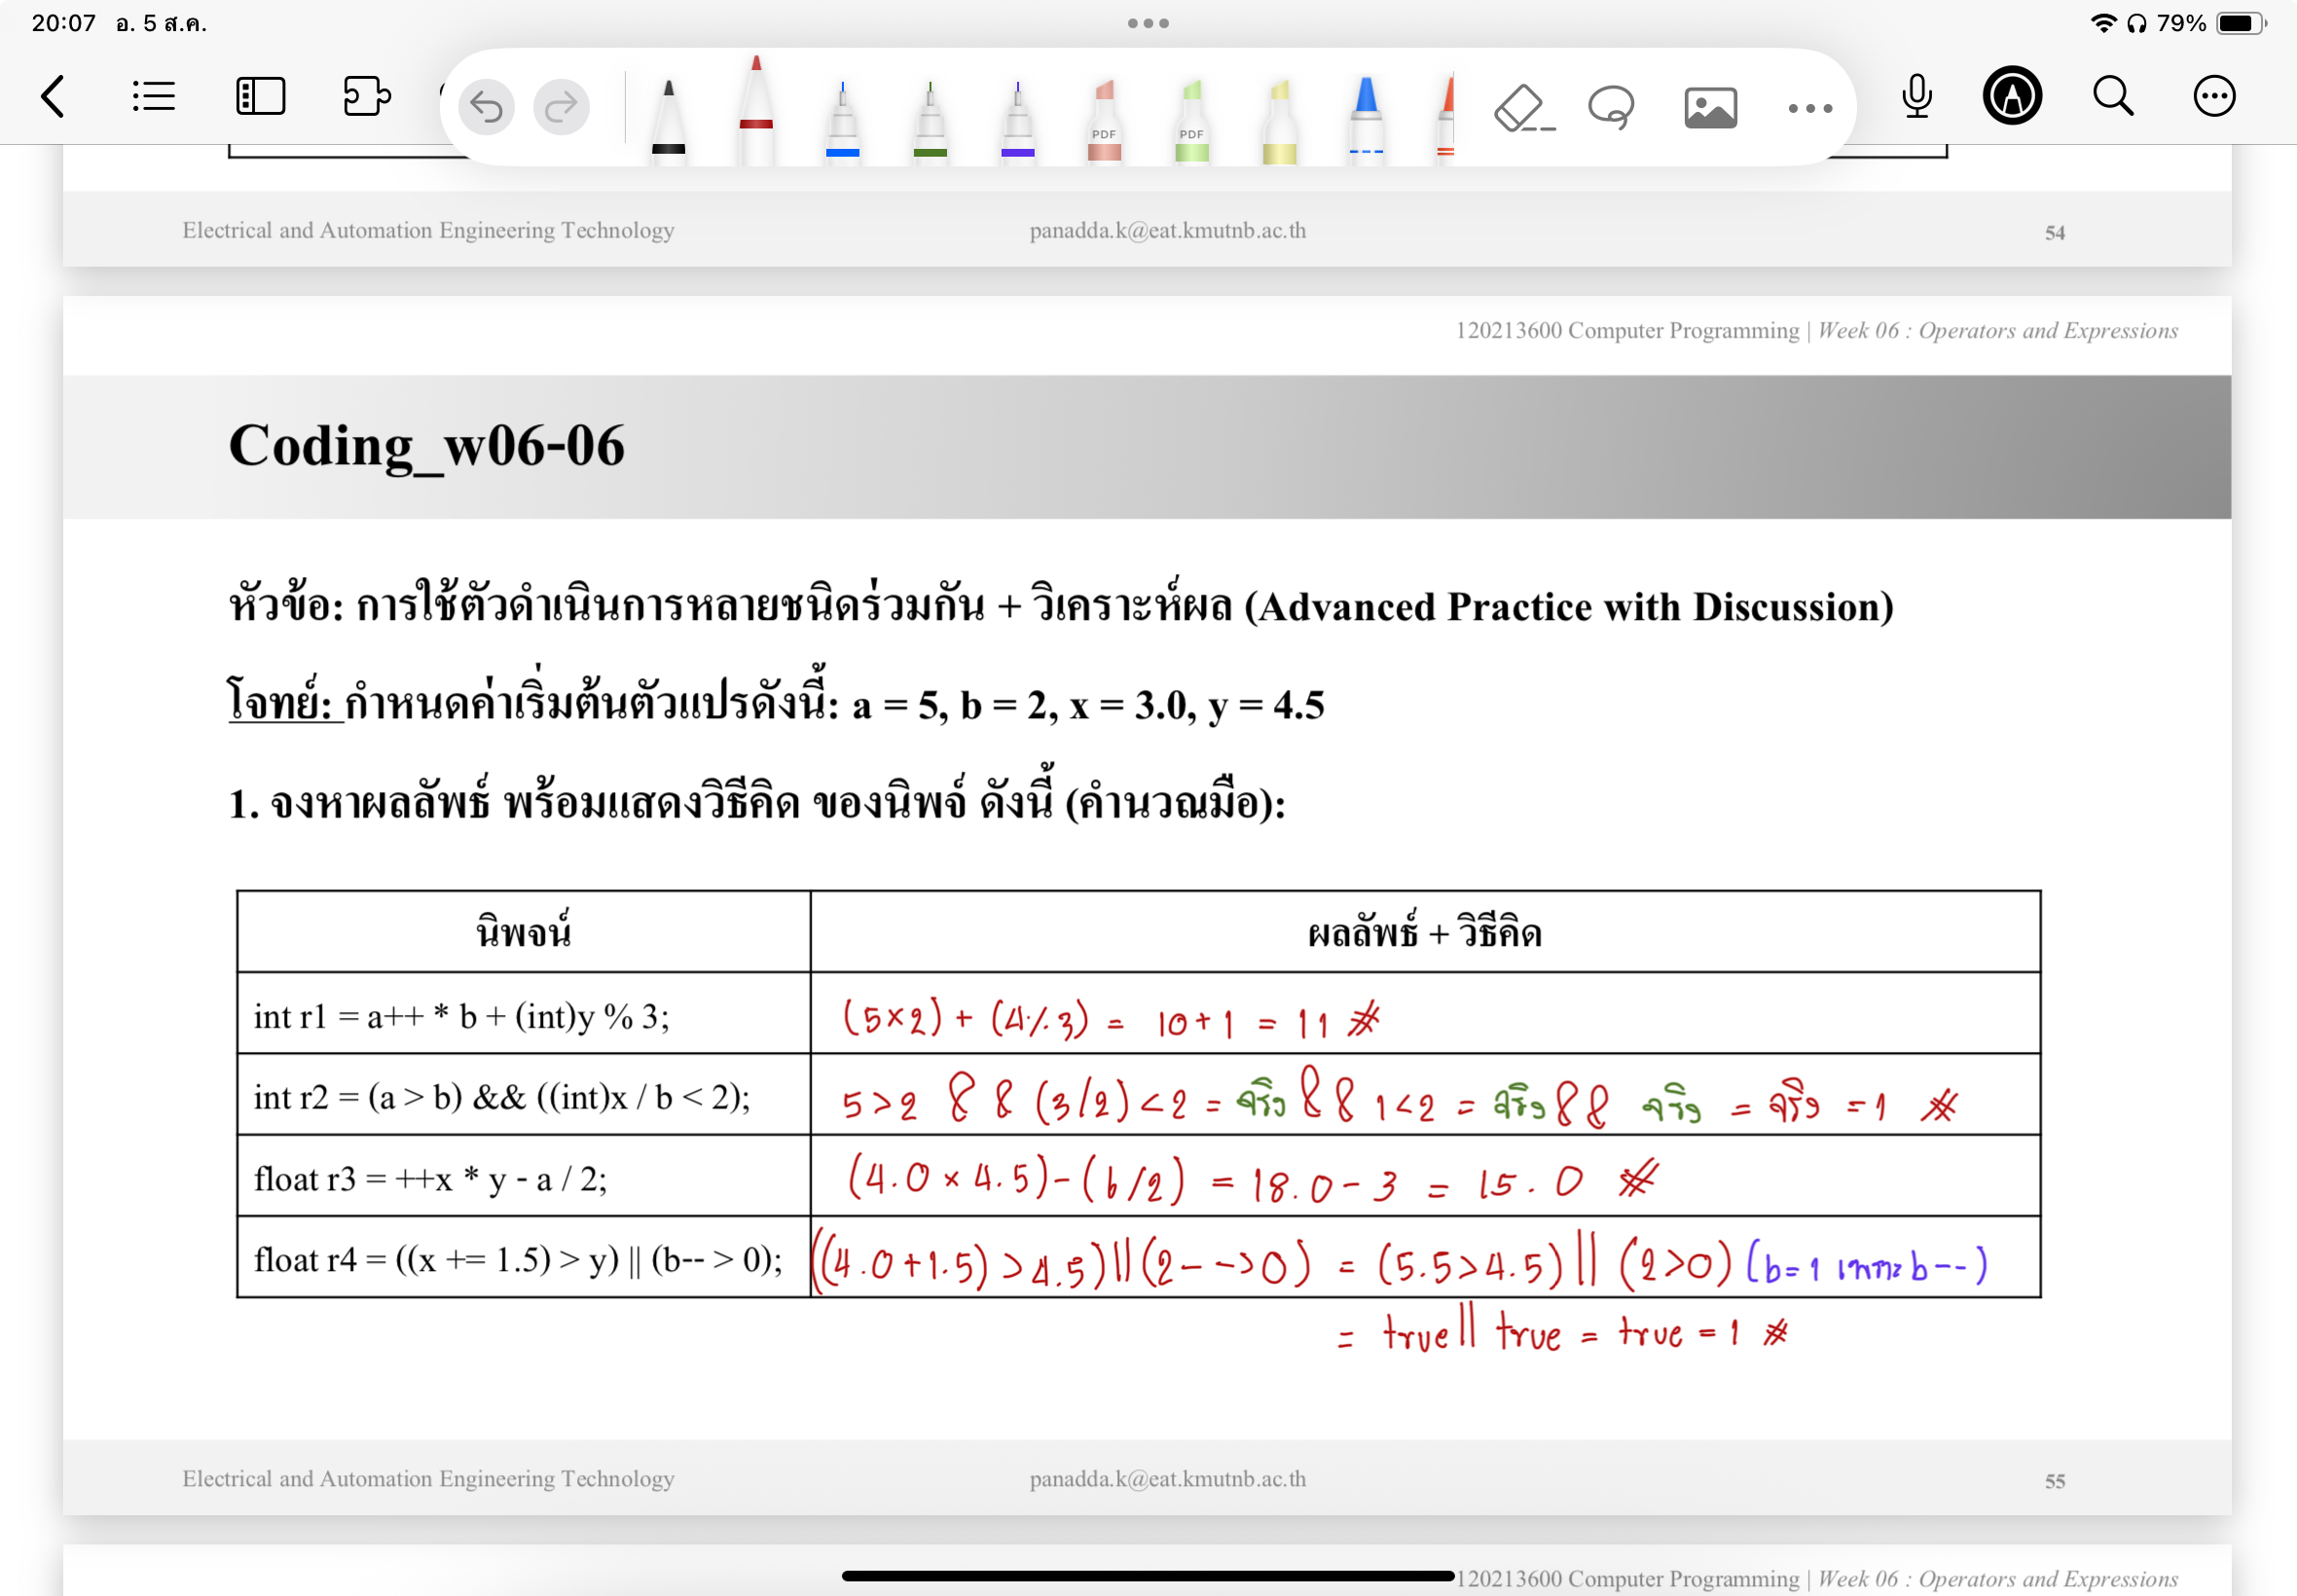 20:07 อ. 5 ส.ค.
79%
PDF PDF
Electrical and Automation Engineering Technology panadda.k@eat.kmutnb.ac.th 54
120213600 Computer Programming | Week 06 : Operators and Expressions
Coding_w06-06
หัวข้อ: การใช้ตัวดำเนินการหลายชนิดร่วมกัน + วิเคราะห์ผล (Advanced Practice with Discussion)
โจทย์: กำหนดค่าเริ่มต้นตัวแปรดังนี้: a = 5, b = 2, x = 3.0, y = 4.5
1. จงหาผลลัพธ์ พร้อมแสดงวิธีคิด ของนิพจ์ ดังนี้ (คำนวณมือ):
นิพจน์ ผลลัพธ์ + วิธีคิด
int r1 = a++ * b + (int)y % 3; (5×2) + (4%3) = 10+1 = 11 #
int r2 = (a > b) && ((int)x / b < 2); 5>2 && (3/2)<2 = จริง && 1<2 = จริง && จริง = จริง = 1 #
float r3 = ++x * y - a / 2; (4.0 × 4.5) - (6/2) = 18.0 - 3 = 15.0 #
float r4 = ((x += 1.5) > y) || (b-- > 0); ((4.0+1.5) > 4.5) || (2-->0) = (5.5>4.5) || (2>0) (b=1 เพราะ b--)
= true || true = true = 1 #
Electrical and Automation Engineering Technology panadda.k@eat.kmutnb.ac.th 55
120213600 Computer Programming | Week 06 : Operators and Expressions